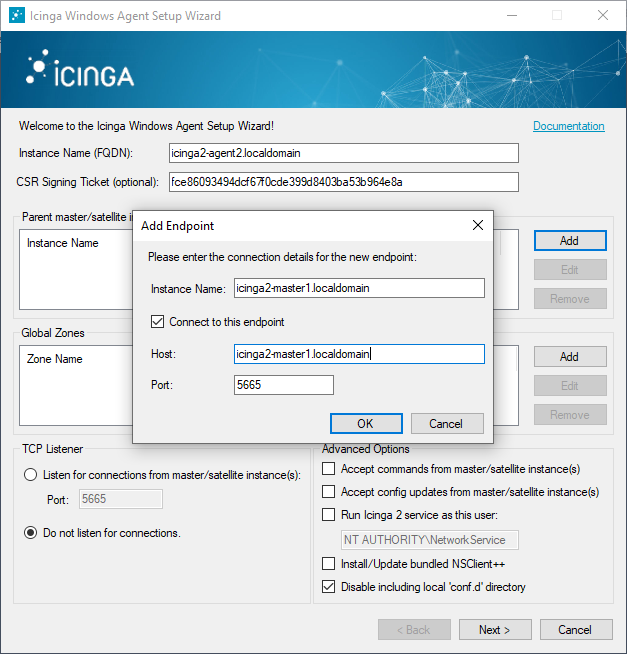 Icinga Windows Agent Setup Wizard
ICINGA
Welcome to the Icinga Windows Agent Setup Wizard!
Documentation
Instance Name (FQDN):
icinga2-agent2.localdomain
CSR Signing Ticket (optional):
fce86093494dcf67f0cde399d8403ba53b964e8a
Parent master/satellite
Instance Name
Add
Edit
Remove
Add Endpoint
Please enter the connection details for the new endpoint:
Instance Name:
icinga2-master1.localdomain
Connect to this endpoint
Host:
icinga2-master1.localdomain
Port:
5665
OK
Cancel
Global Zones
Zone Name
Add
Edit
Remove
TCP Listener
Listen for connections from master/satellite instance(s):
Port:
5665
Do not listen for connections.
Advanced Options
Accept commands from master/satellite instance(s)
Accept config updates from master/satellite instance(s)
Run Icinga 2 service as this user:
NT AUTHORITY\NetworkService
Install/Update bundled NSClient++
Disable including local 'conf.d' directory
< Back
Next >
Cancel